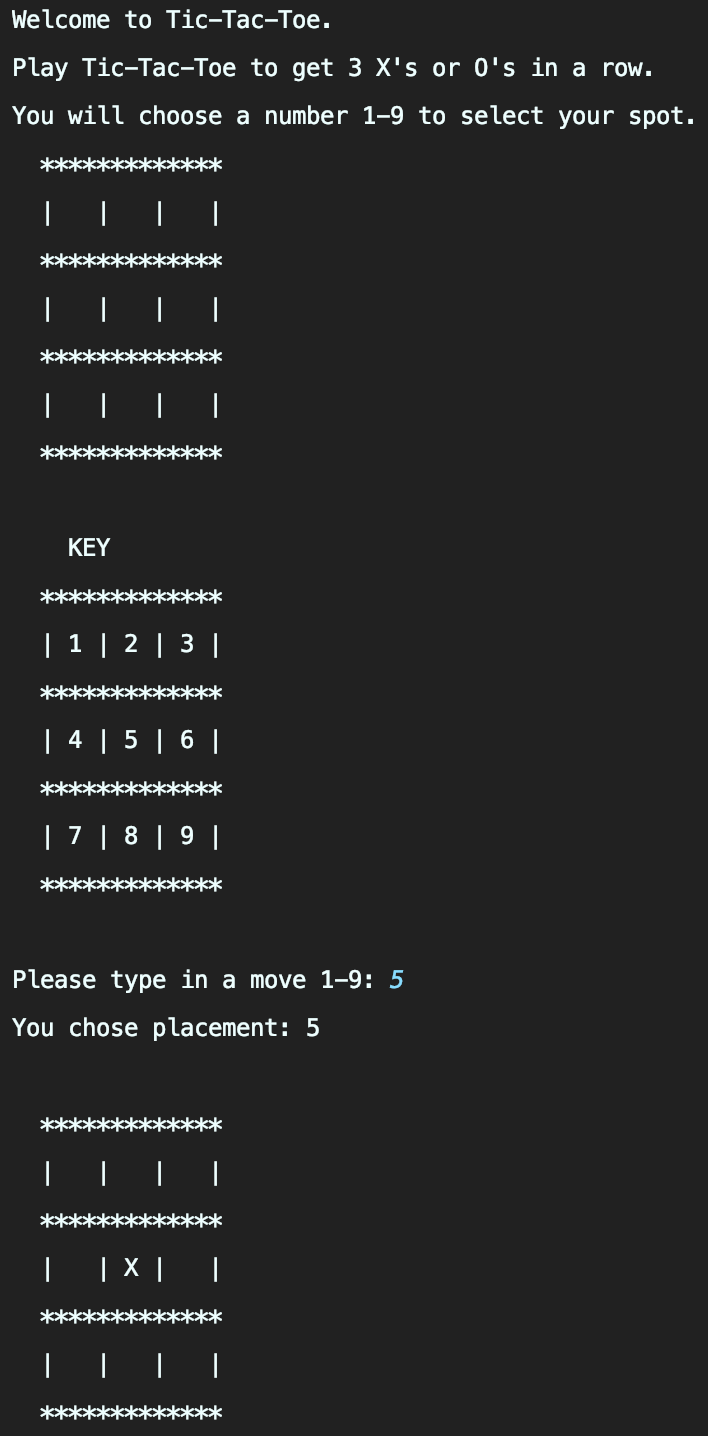 Welcome to Tic-Tac-Toe.
Play Tic-Tac-Toe to get 3 X's or O's in a row.
You will choose a number 1-9 to select your spot.
  *************
  |   |   |   |
  *************
  |   |   |   |
  *************
  |   |   |   |
  *************
    KEY
  *************
  | 1 | 2 | 3 |
  *************
  | 4 | 5 | 6 |
  *************
  | 7 | 8 | 9 |
  *************
Please type in a move 1-9: 5
You chose placement: 5
  *************
  |   |   |   |
  *************
  |   | X |   |
  *************
  |   |   |   |
  *************